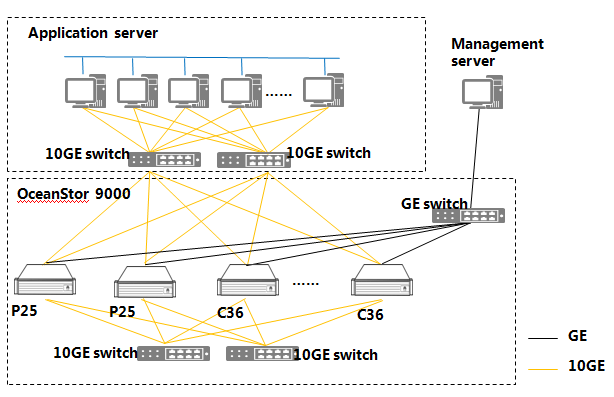 Application server
Management
server
......
10GE switch
10GE switch
OceanStor 9000
GE switch
......
P25
P25
C36
C36
10GE switch
10GE switch
GE
10GE